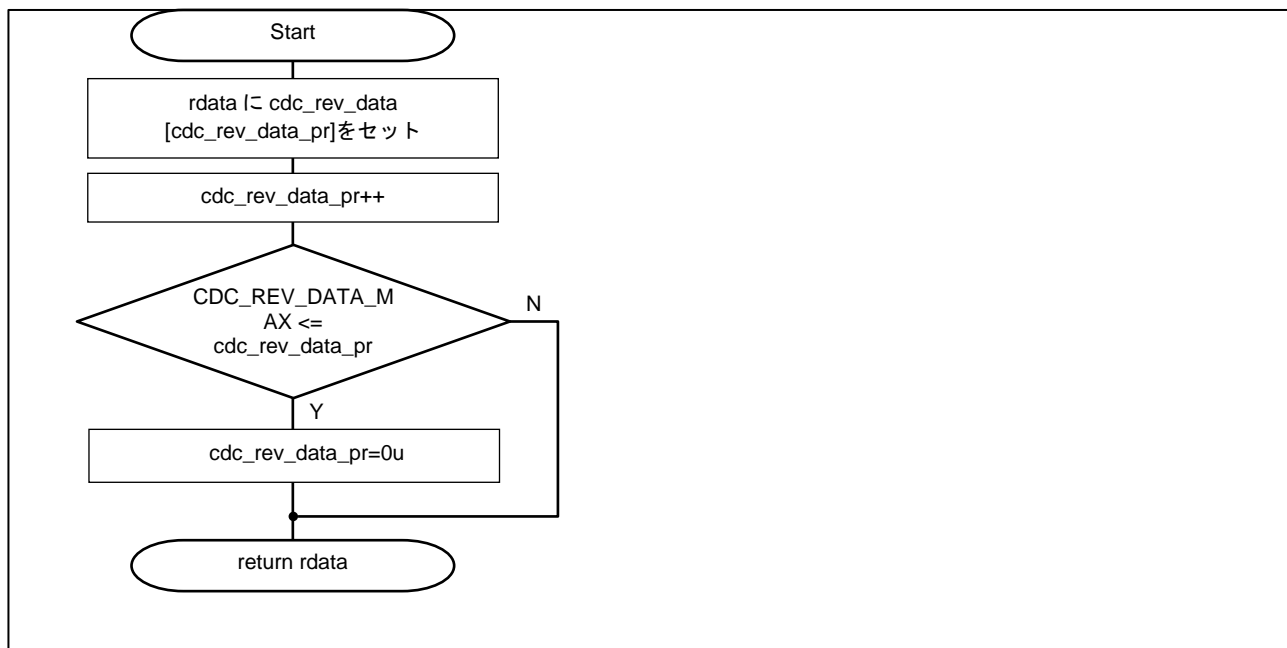 Start
rdata に cdc_rev_data
[cdc_rev_data_pr]をセット
cdc_rev_data_pr++
CDC_REV_DATA_M
AX <=
cdc_rev_data_pr
N
Y
cdc_rev_data_pr=0u
return rdata